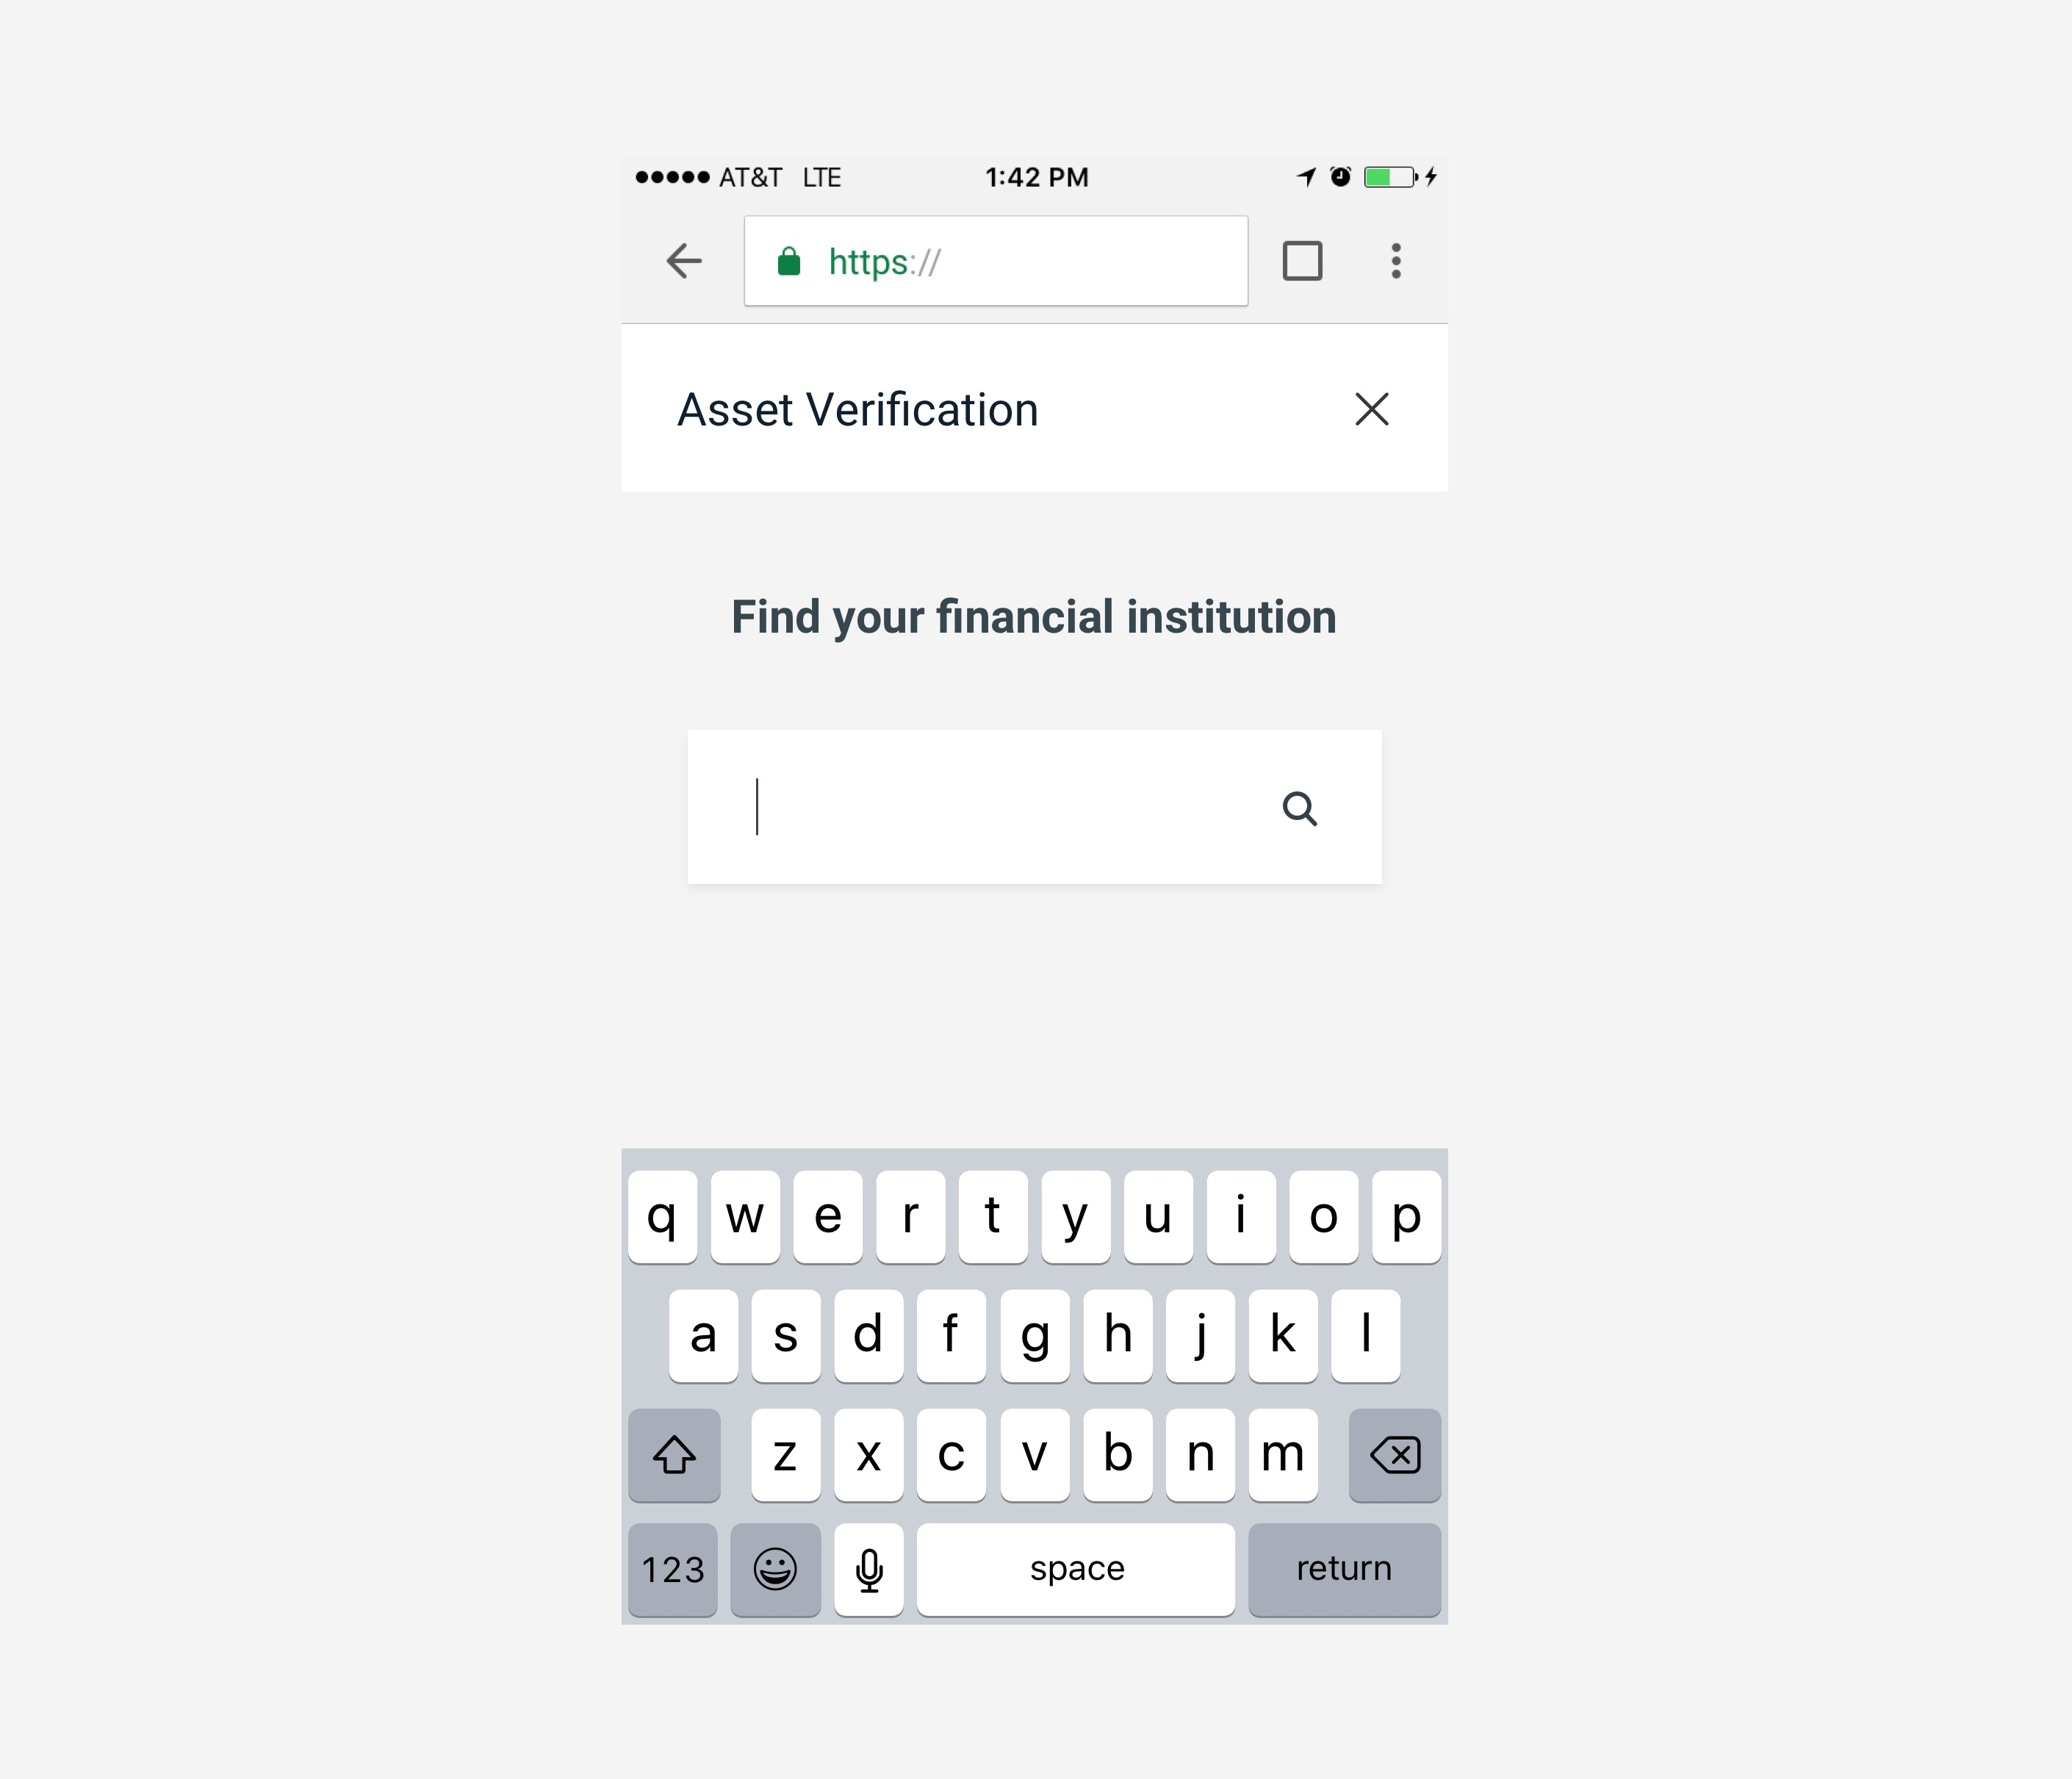 AT&T LTE 1:42 PM
https://
Asset Verification
Find your financial institution
q w e r t y u i o p
a s d f g h j k l
z x c v b n m
123 space return